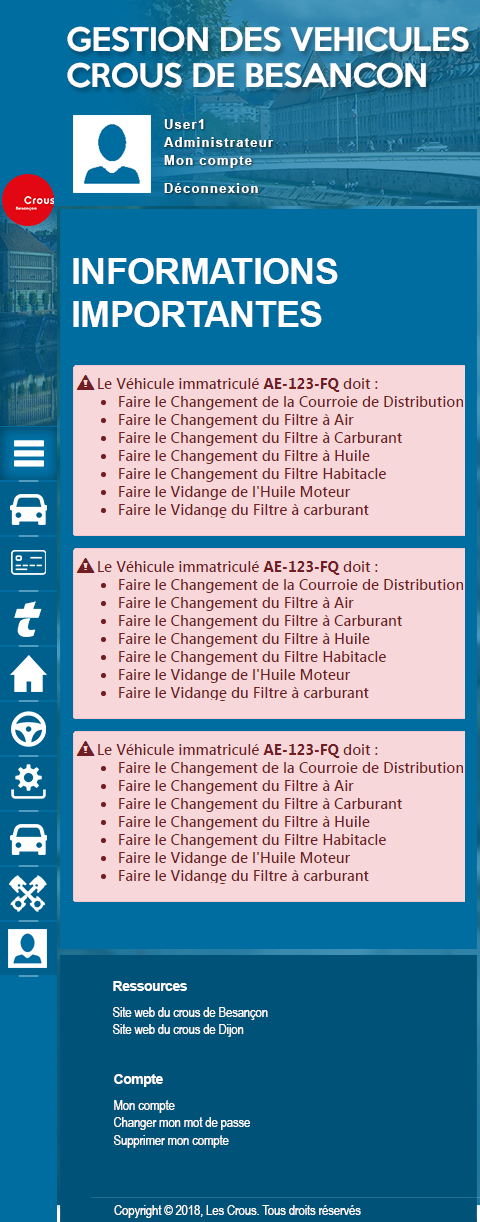 GESTION DES VEHICULES
CROUS DE BESANCON
User1
Administrateur
Mon compte
Déconnexion
Crous
Besançon
INFORMATIONS
IMPORTANTES
Le Véhicule immatriculé AE-123-FQ doit :
• Faire le Changement de la Courroie de Distribution
• Faire le Changement du Filtre à Air
• Faire le Changement du Filtre à Carburant
• Faire le Changement du Filtre à Huile
• Faire le Changement du Filtre Habitacle
• Faire le Vidange de l'Huile Moteur
• Faire le Vidange du Filtre à carburant
Le Véhicule immatriculé AE-123-FQ doit :
• Faire le Changement de la Courroie de Distribution
• Faire le Changement du Filtre à Air
• Faire le Changement du Filtre à Carburant
• Faire le Changement du Filtre à Huile
• Faire le Changement du Filtre Habitacle
• Faire le Vidange de l'Huile Moteur
• Faire le Vidange du Filtre à carburant
Le Véhicule immatriculé AE-123-FQ doit :
• Faire le Changement de la Courroie de Distribution
• Faire le Changement du Filtre à Air
• Faire le Changement du Filtre à Carburant
• Faire le Changement du Filtre à Huile
• Faire le Changement du Filtre Habitacle
• Faire le Vidange de l'Huile Moteur
• Faire le Vidange du Filtre à carburant
Ressources
Site web du crous de Besançon
Site web du crous de Dijon
Compte
Mon compte
Changer mon mot de passe
Supprimer mon compte
Copyright © 2018, Les Crous. Tous droits résérvés